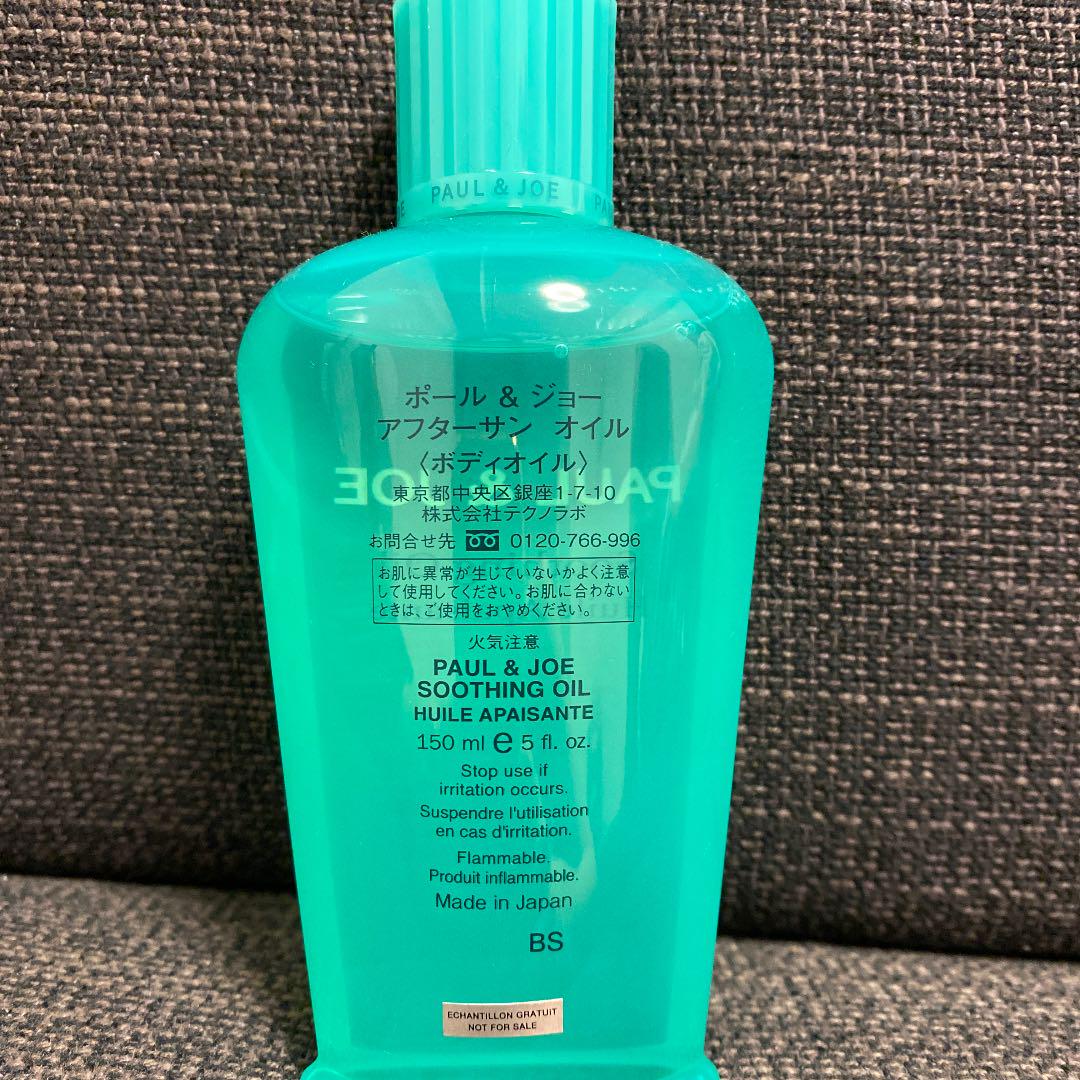 PAUL & JOE
ポール & ジョー
アフターサン オイル
〈ボディオイル〉
PAUL & JOE
東京都中央区銀座1-7-10
株式会社テクノラボ
お問合せ先 0120-766-996
お肌に異常が生じていないかよく注意
して使用してください。お肌に合わない
ときは、ご使用をおやめください。
火気注意
PAUL & JOE
SOOTHING OIL
HUILE APAISANTE
150 ml e 5 fl. oz.
Stop use if
irritation occurs.
Suspendre l'utilisation
en cas d'irritation.
Flammable.
Produit inflammable.
Made in Japan
BS
ECHANTILLON GRATUIT
NOT FOR SALE